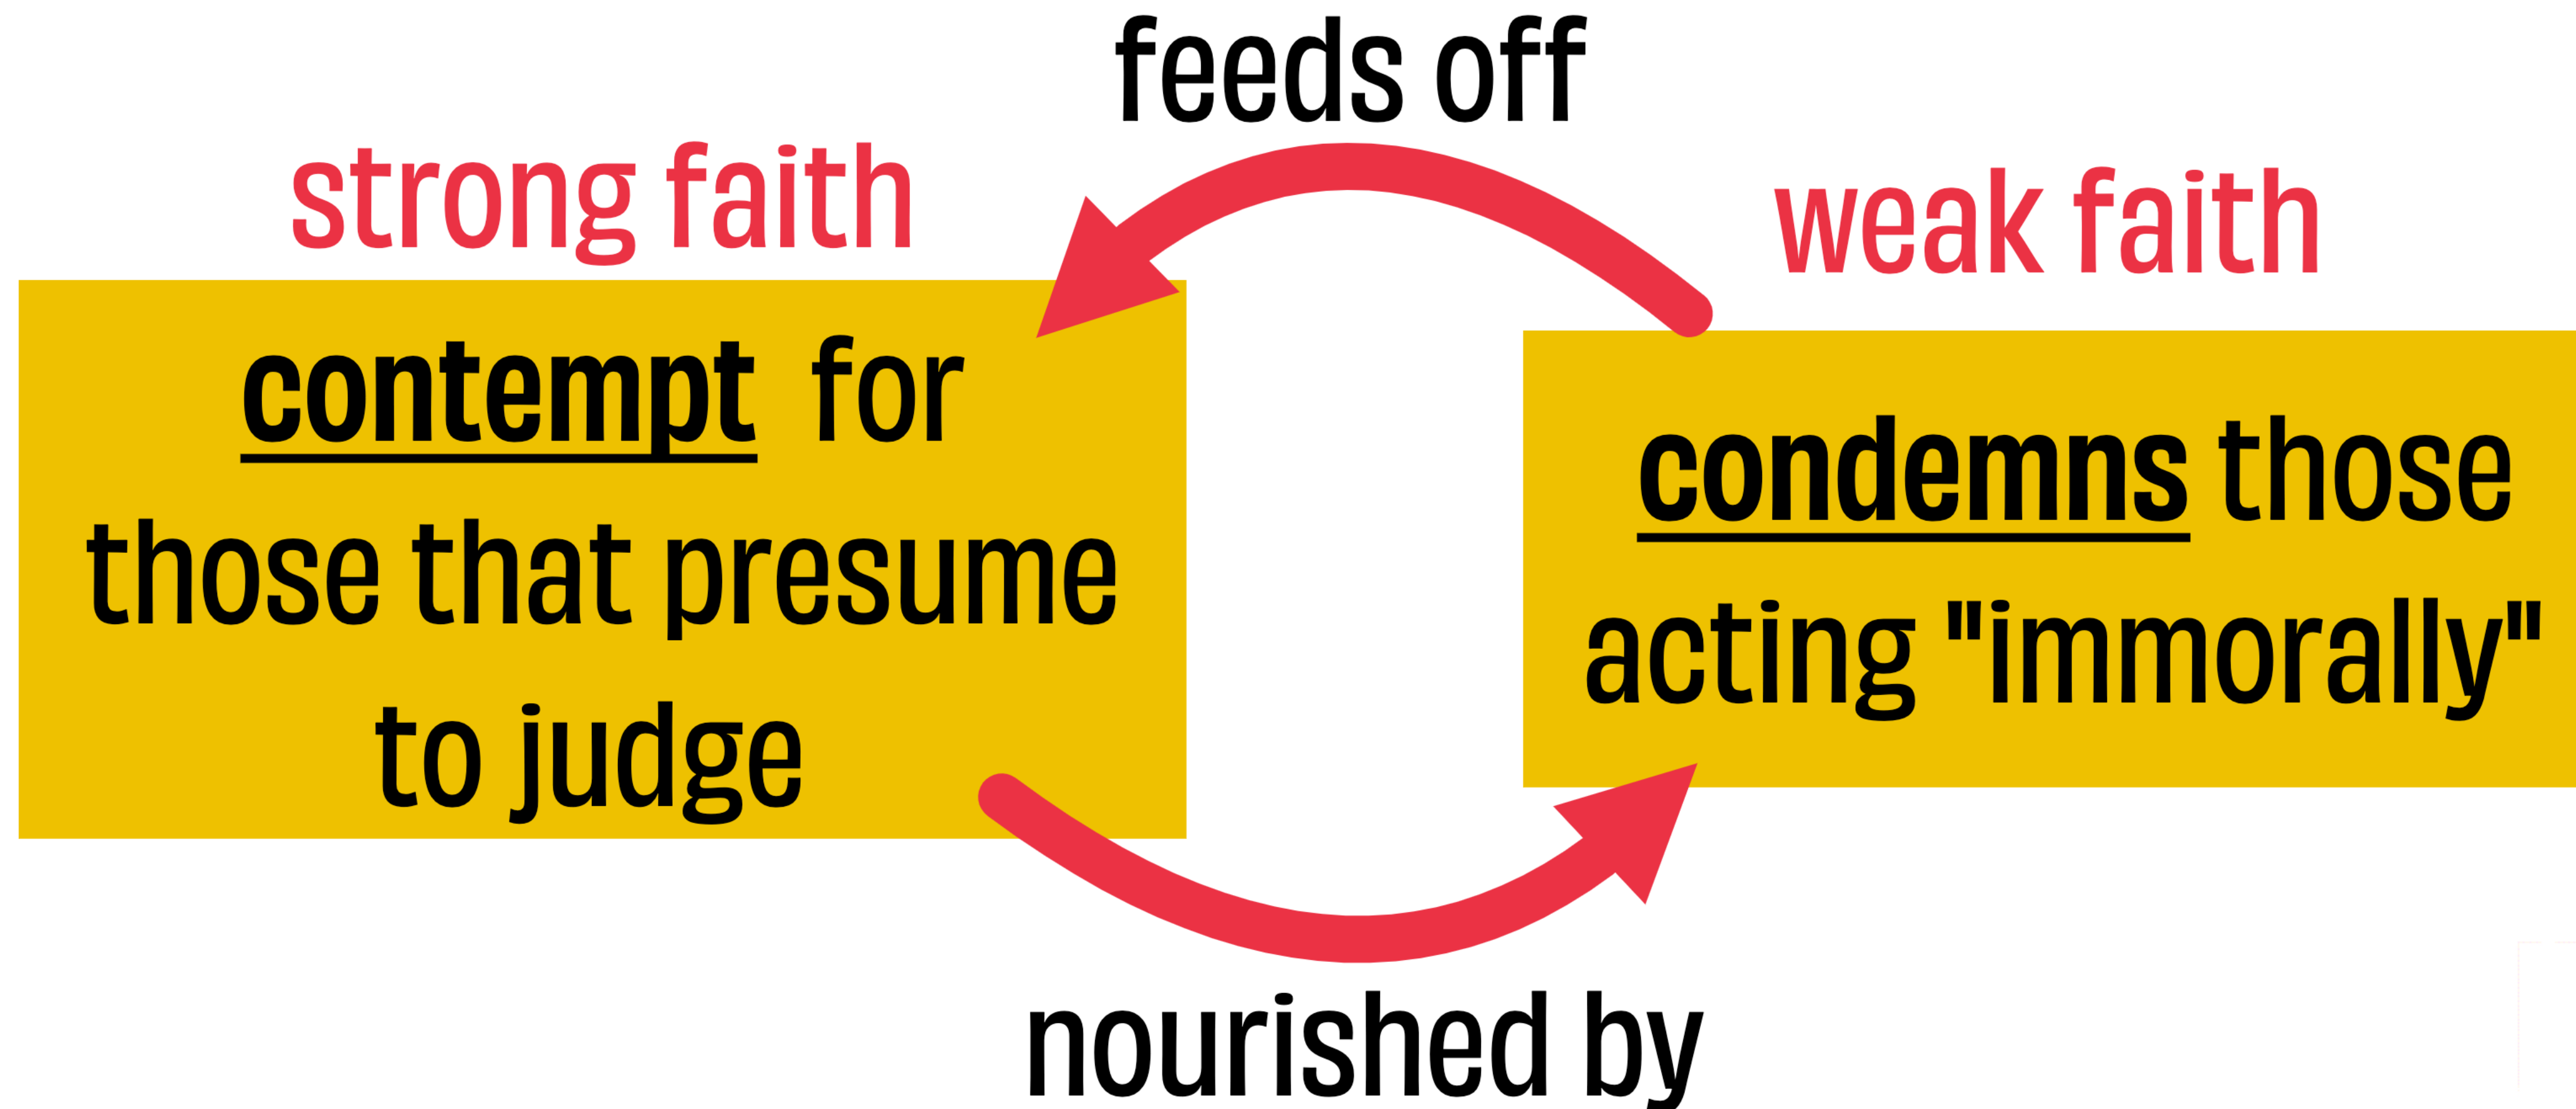 feeds off
strong faith
weak faith
contempt for
those that presume
to judge
condemns those
acting "immorally"
nourished by